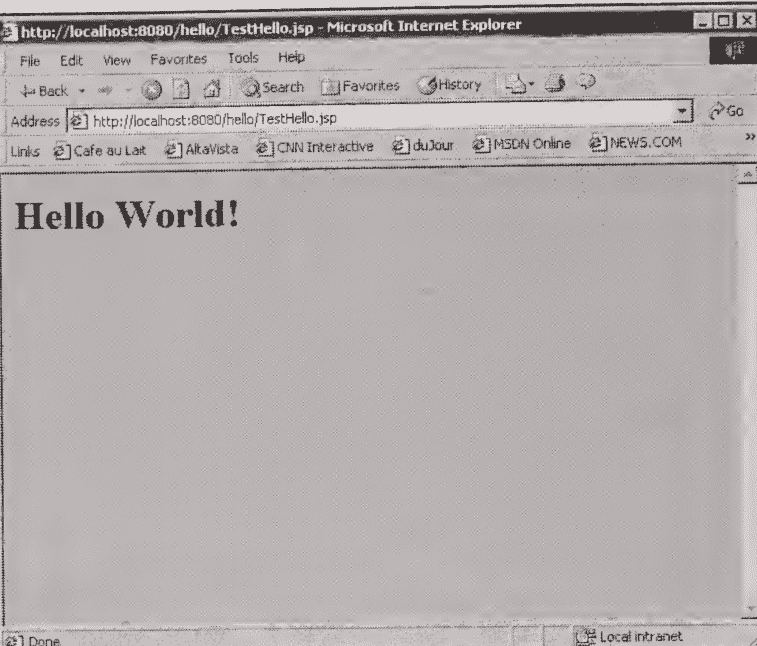 http://localhost:8080/hello/TestHello.jsp - Microsoft Internet Explorer
File Edit View Favorites Tools Help
Back Search Favorites History
Address http://localhost:8080/hello/TestHello.jsp Go
Links Cafe au Lait AltaVista CNN Interactive duJour MSDN Online NEWS.COM »
Hello World!
Done Local intranet